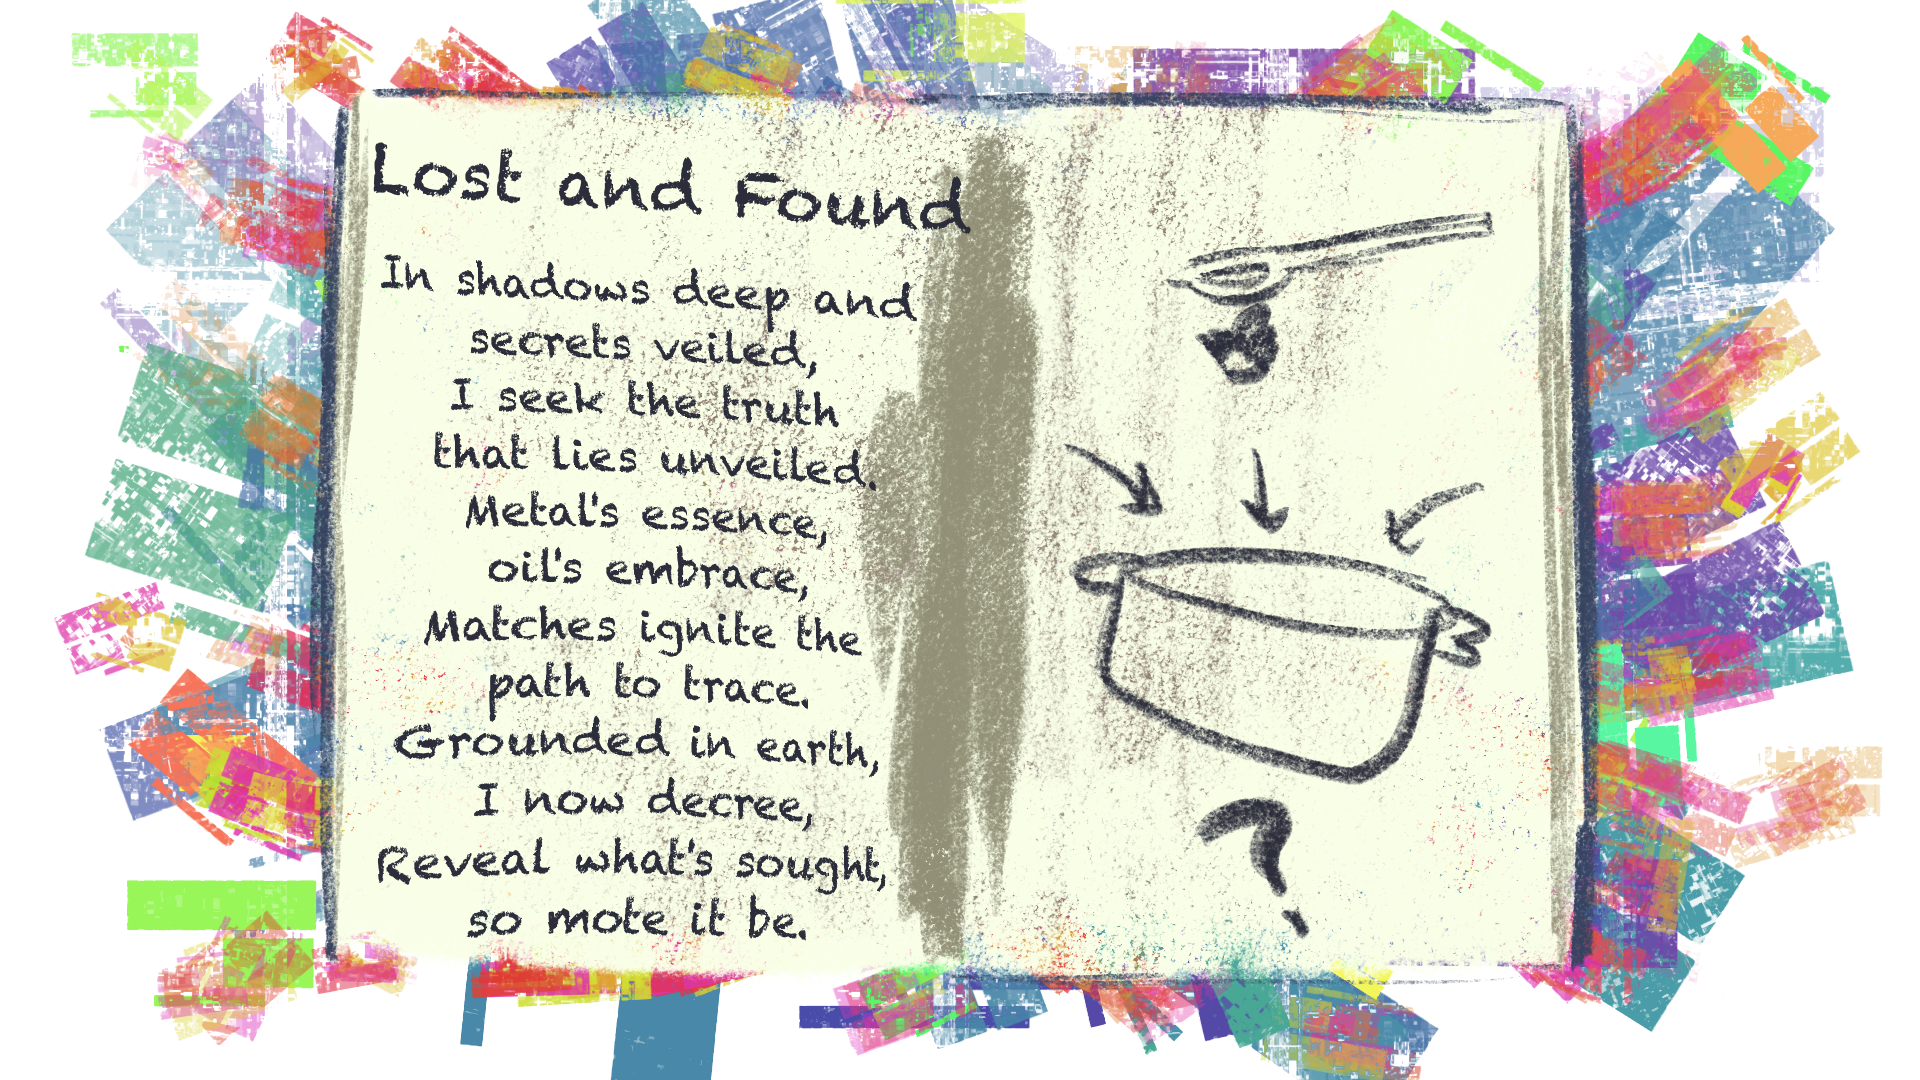 Lost and Found
In shadows deep and
secrets veiled,
I seek the truth
that lies unveiled.
Metal's essence,
oil's embrace,
Matches ignite the
path to trace.
Grounded in earth,
I now decree,
Reveal what's sought,
so mote it be.
?